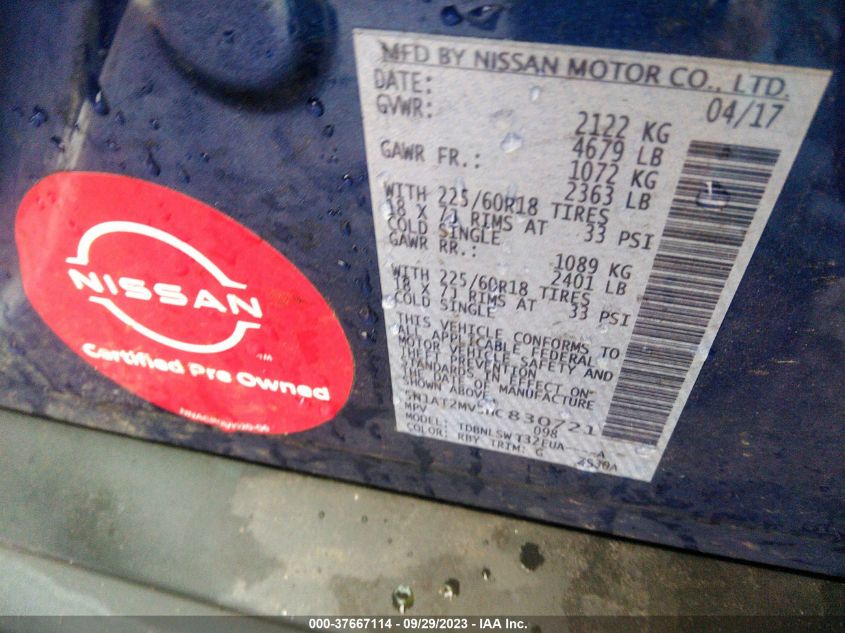 MFD BY NISSAN MOTOR CO., LTD.
DATE: 04/17
GVWR: 2122 KG
4679 LB
GAWR FR.: 1072 KG
2363 LB
WITH 225/60R18 TIRES
18 X 7J RIMS AT 33 PSI
COLD SINGLE
GAWR RR.: 1089 KG
2401 LB
WITH 225/60R18 TIRES
18 X 7J RIMS AT 33 PSI
COLD SINGLE
THIS VEHICLE CONFORMS TO
ALL APPLICABLE FEDERAL
MOTOR VEHICLE SAFETY AND
THEFT PREVENTION
STANDARDS IN EFFECT ON
THE DATE OF MANUFACTURE
SHOWN ABOVE.
830721
MPV 098
MODEL: TDBNLSW T32EUA A
COLOR: RBY TRIM: G
NISSAN
TM
Certified Pre Owned
000-37667114 — 09/29/2023 — IAA Inc.